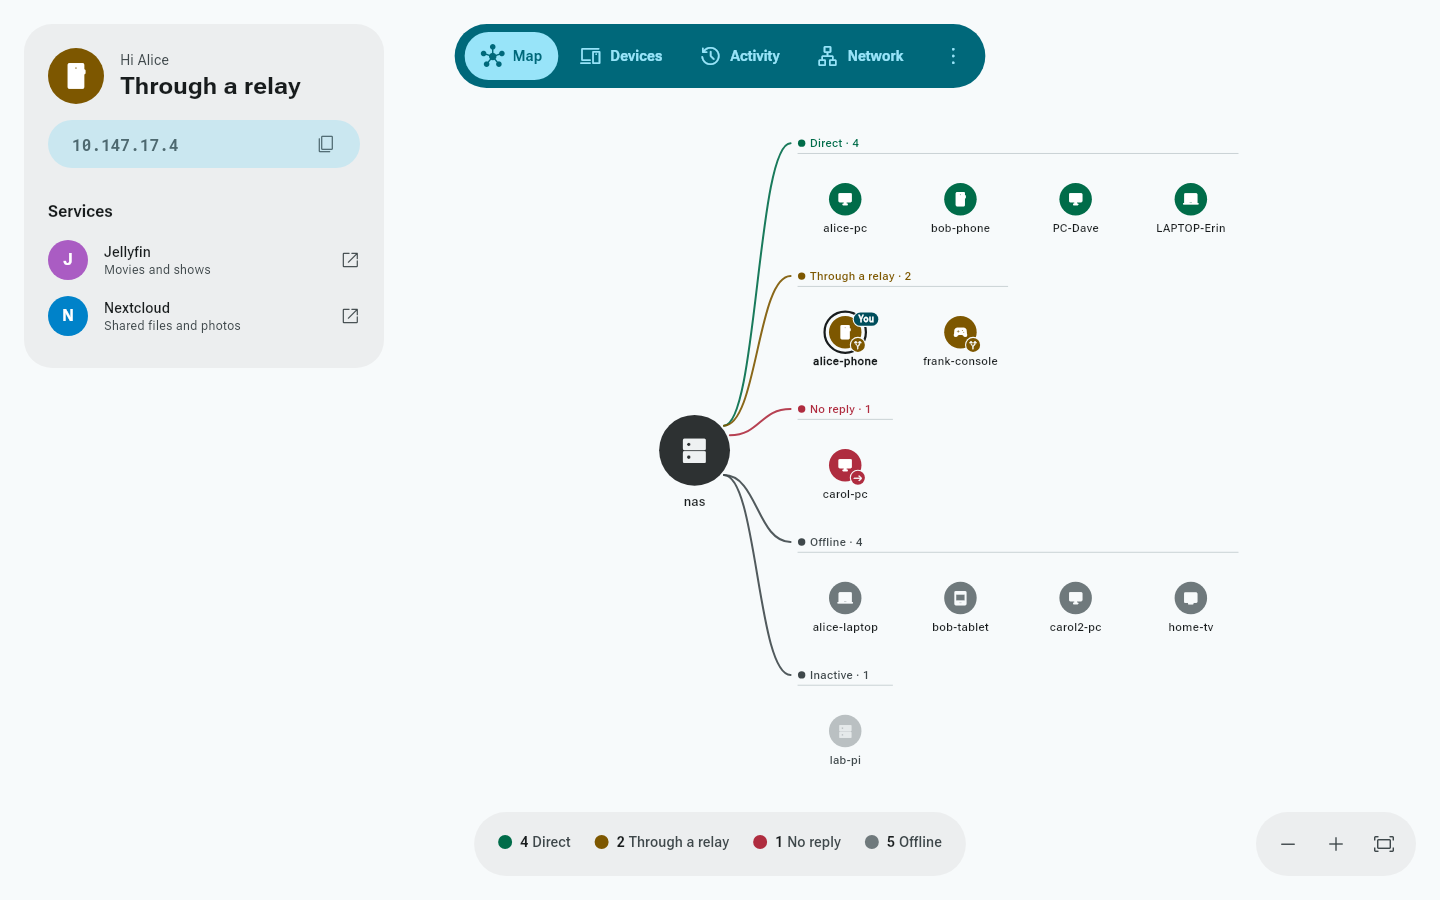 Hi Alice
Through a relay
10.147.17.4
Services
J
Jellyfin
Movies and shows
N
Nextcloud
Shared files and photos
Map
Devices
Activity
Network
Direct · 4
alice-pc
bob-phone
PC-Dave
LAPTOP-Erin
Through a relay · 2
You
alice-phone
frank-console
No reply · 1
carol-pc
nas
Offline · 4
alice-laptop
bob-tablet
carol2-pc
home-tv
Inactive · 1
lab-pi
4 Direct
2 Through a relay
1 No reply
5 Offline